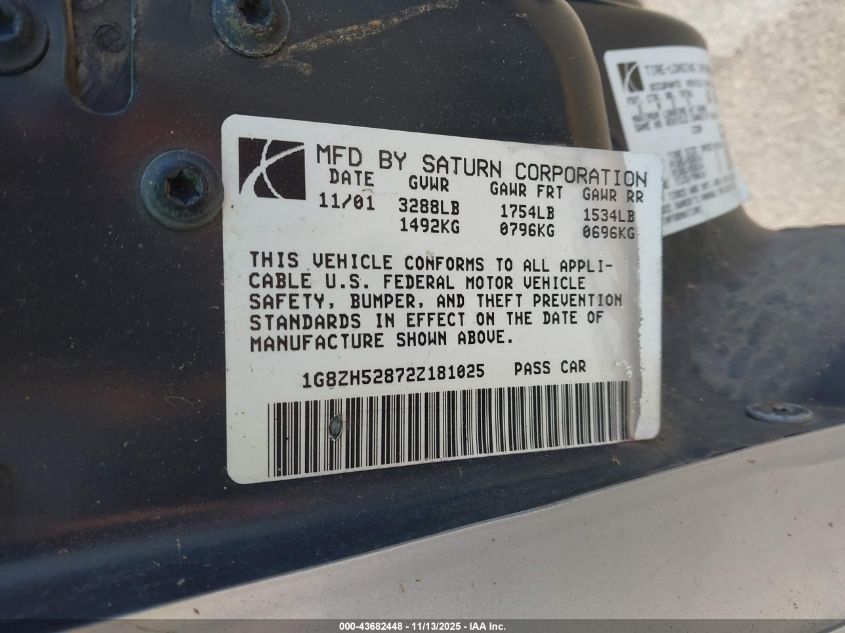 MFD BY SATURN CORPORATION
DATE GVWR GAWR FRT GAWR RR
11/01 3288LB 1754LB 1534LB
1492KG 0796KG 0696KG
THIS VEHICLE CONFORMS TO ALL APPLI-
CABLE U.S. FEDERAL MOTOR VEHICLE
SAFETY, BUMPER, AND THEFT PREVENTION
STANDARDS IN EFFECT ON THE DATE OF
MANUFACTURE SHOWN ABOVE.
1G8ZH52872Z181025 PASS CAR
TIRE-LOADING
000-43682448 - 11/13/2025 - IAA Inc.